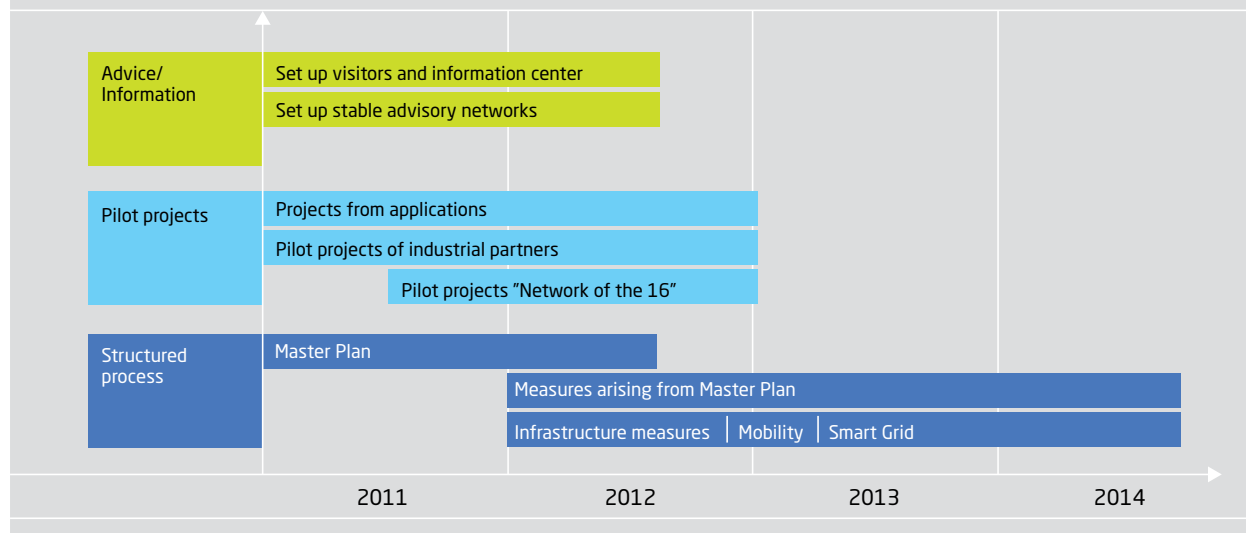 Advice/
Information
Set up visitors and information center
Set up stable advisory networks
Pilot projects
Projects from applications
Pilot projects of industrial partners
Pilot projects "Network of the 16"
Structured
process
Master Plan
Measures arising from Master Plan
Infrastructure measures | Mobility | Smart Grid
2011 2012 2013 2014